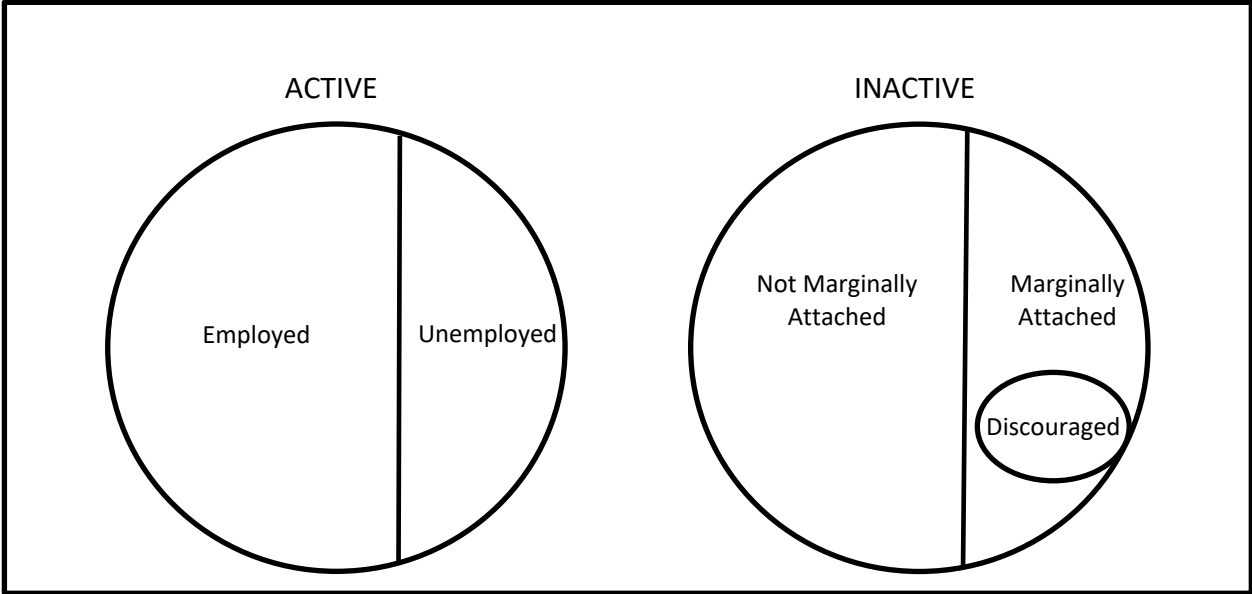 ACTIVE
INACTIVE
Employed
Unemployed
Not Marginally
Attached
Marginally
Attached
Discouraged